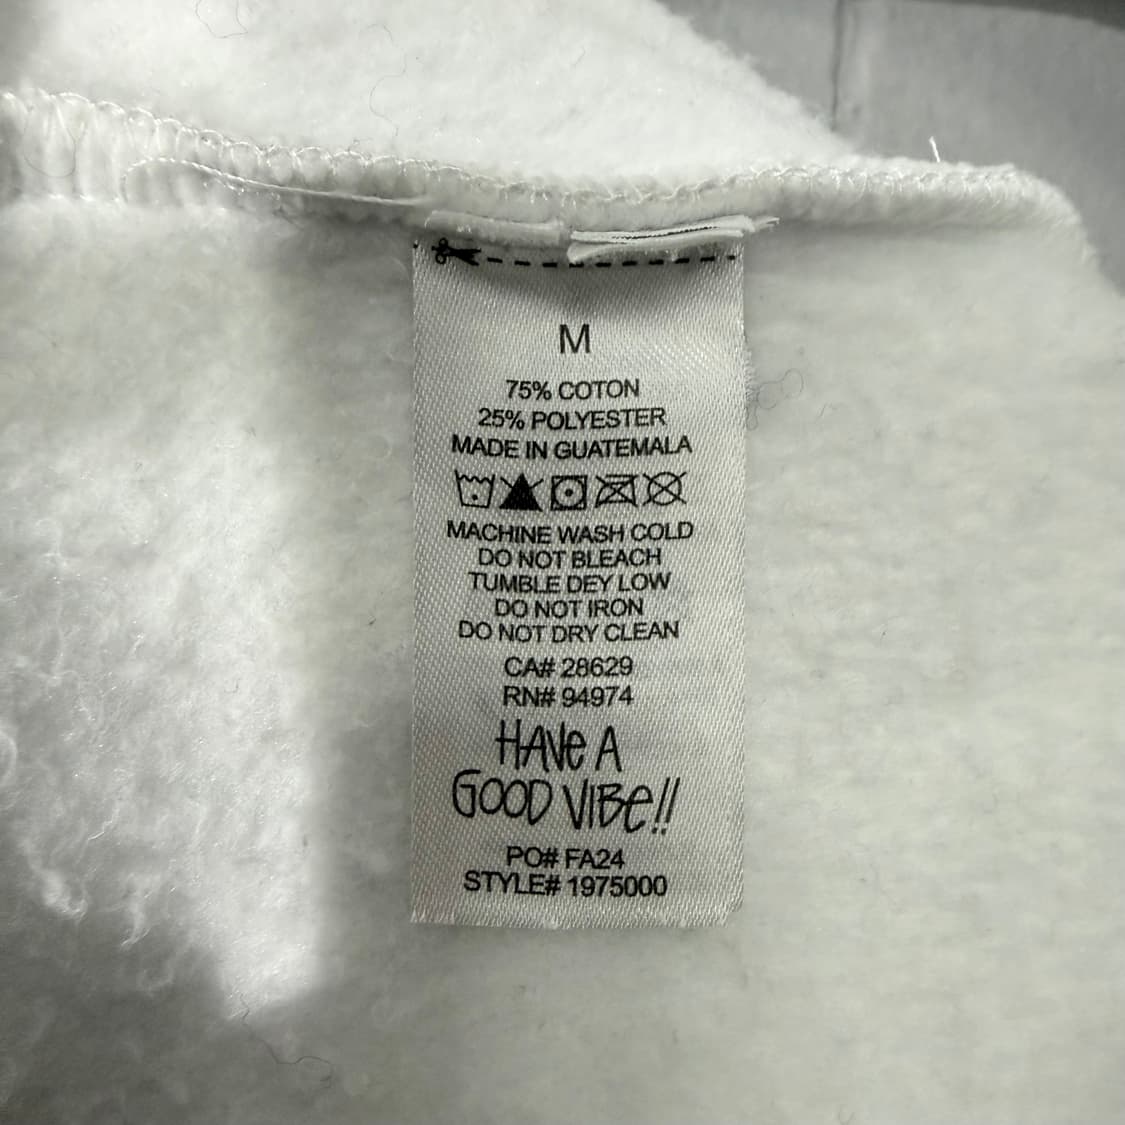 M
75% COTON
25% POLYESTER
MADE IN GUATEMALA
MACHINE WASH COLD
DO NOT BLEACH
TUMBLE DEY LOW
DO NOT IRON
DO NOT DRY CLEAN
CA# 28629
RN# 94974
HAVe A
GOOD VIBe!!
PO# FA24
STYLE# 1975000